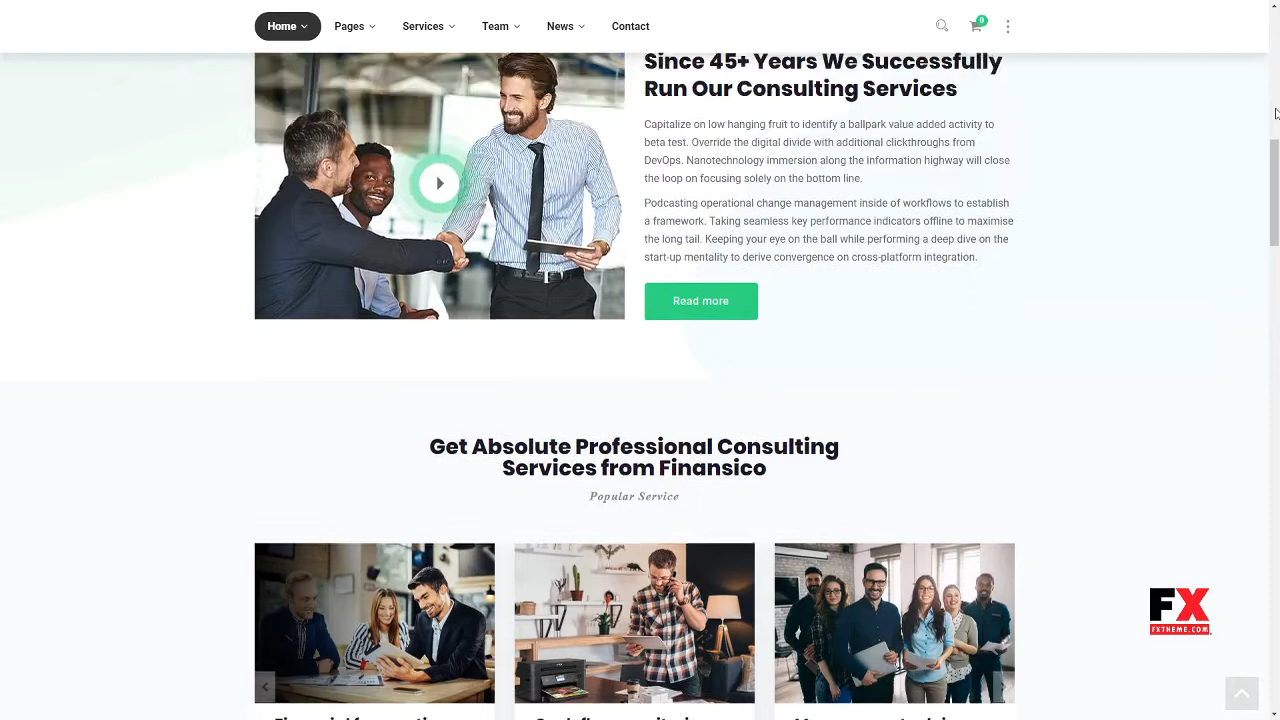 Home Pages Services Team News Contact 0
Since 45+ Years We Successfully
Run Our Consulting Services
Capitalize on low hanging fruit to identify a ballpark value added activity to
beta test. Override the digital divide with additional clickthroughs from
DevOps. Nanotechnology immersion along the information highway will close
the loop on focusing solely on the bottom line.
Podcasting operational change management inside of workflows to establish
a framework. Taking seamless key performance indicators offline to maximise
the long tail. Keeping your eye on the ball while performing a deep dive on the
start-up mentality to derive convergence on cross-platform integration.
Read more
Get Absolute Professional Consulting
Services from Finansico
Popular Service
FX
FXTHEME.COM